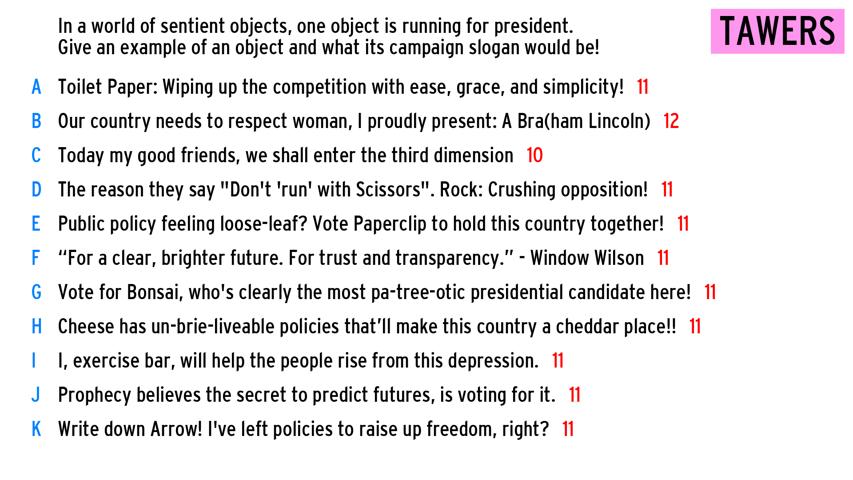 In a world of sentient objects, one object is running for president.
Give an example of an object and what its campaign slogan would be!
TAWERS
A Toilet Paper: Wiping up the competition with ease, grace, and simplicity! 11
B Our country needs to respect woman, I proudly present: A Bra(ham Lincoln) 12
C Today my good friends, we shall enter the third dimension 10
D The reason they say "Don't 'run' with Scissors". Rock: Crushing opposition! 11
E Public policy feeling loose-leaf? Vote Paperclip to hold this country together! 11
F “For a clear, brighter future. For trust and transparency.” - Window Wilson 11
G Vote for Bonsai, who's clearly the most pa-tree-otic presidential candidate here! 11
H Cheese has un-brie-liveable policies that’ll make this country a cheddar place!! 11
I I, exercise bar, will help the people rise from this depression. 11
J Prophecy believes the secret to predict futures, is voting for it. 11
K Write down Arrow! I've left policies to raise up freedom, right? 11